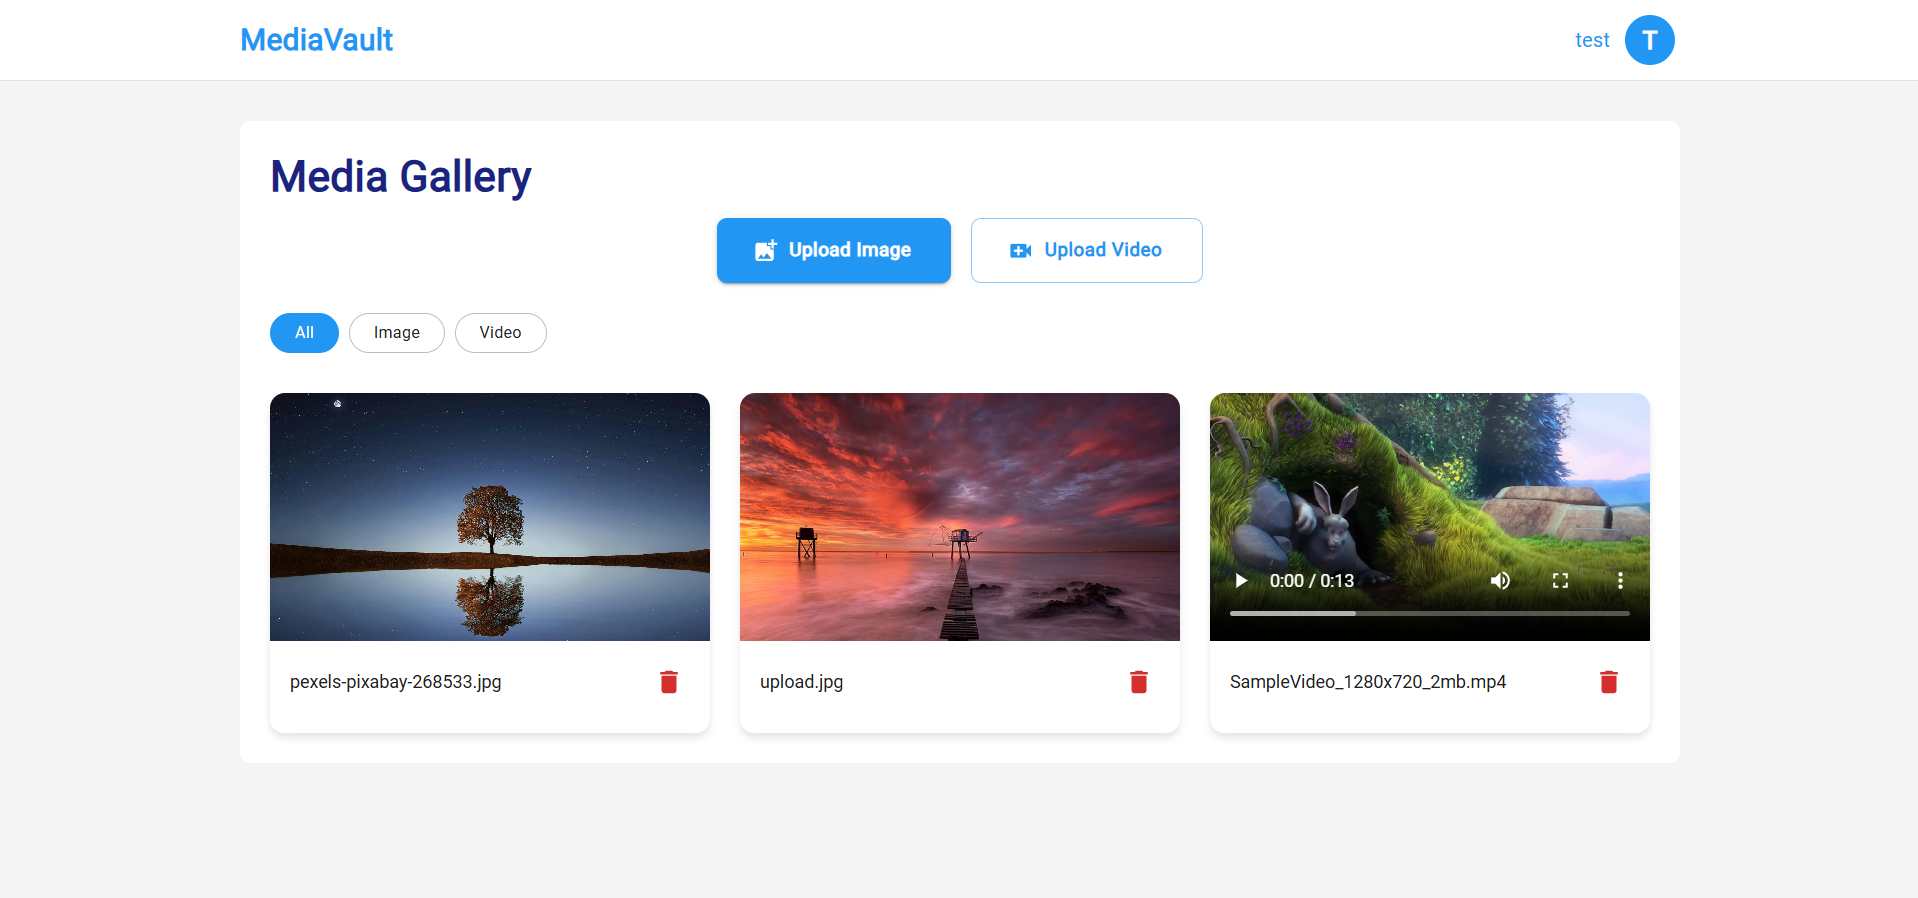 MediaVault
test
T
Media Gallery
Upload Image
Upload Video
All
Image
Video
0:00 / 0:13
pexels-pixabay-268533.jpg
upload.jpg
SampleVideo_1280x720_2mb.mp4